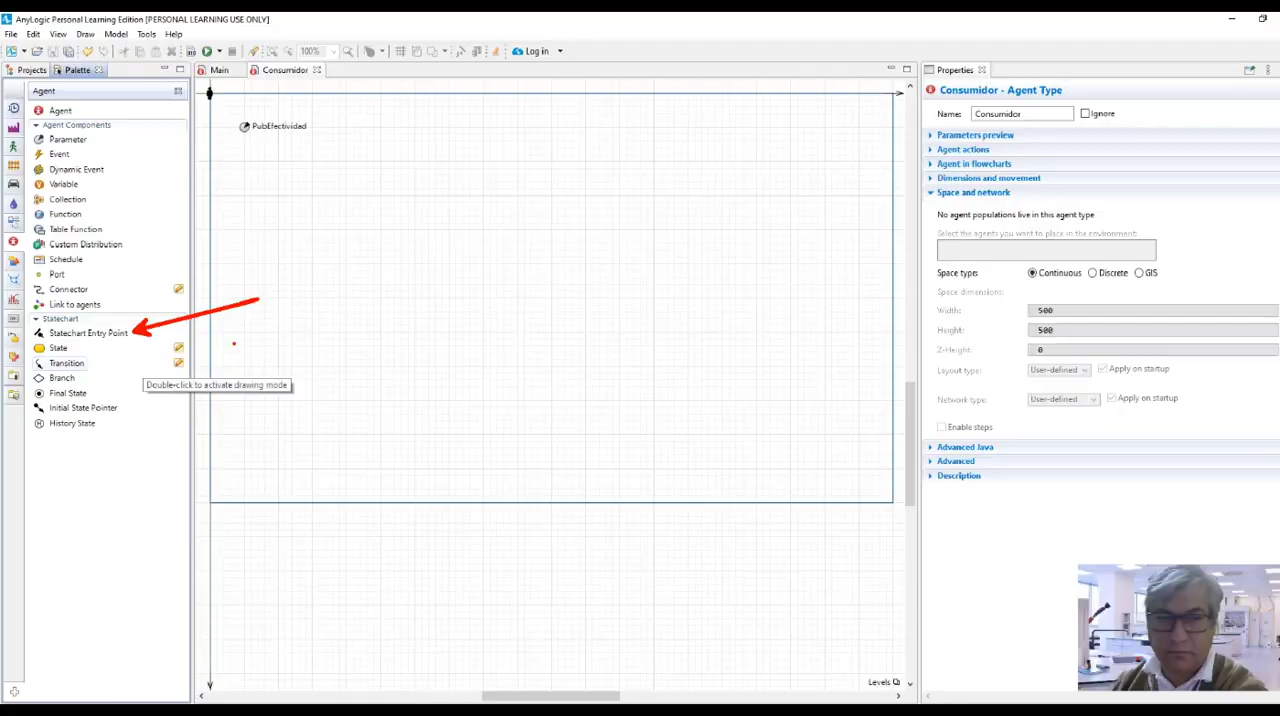 AnyLogic Personal Learning Edition [PERSONAL LEARNING USE ONLY]
File Edit View Draw Model Tools Help
100% Log in
Projects Palette Main Consumidor Properties
Agent
Agent
Agent Components
Parameter
Event
Dynamic Event
Variable
Collection
Function
Table Function
Custom Distribution
Schedule
Port
Connector
Link to agents
Statechart
Statechart Entry Point
State
Transition
Branch
Final State
Initial State Pointer
History State
Double-click to activate drawing mode
PubEfectividad
Levels
Consumidor - Agent Type
Name: Consumidor Ignore
Parameters preview
Agent actions
Agent in flowcharts
Dimensions and movement
Space and network
No agent populations live in this agent type
Select the agents you want to place in the environment:
Space type: Continuous Discrete GIS
Space dimensions:
Width: 500
Height: 500
Z-Height: 0
Layout type: User-defined Apply on startup
Network type: User-defined Apply on startup
Enable steps
Advanced Java
Advanced
Description